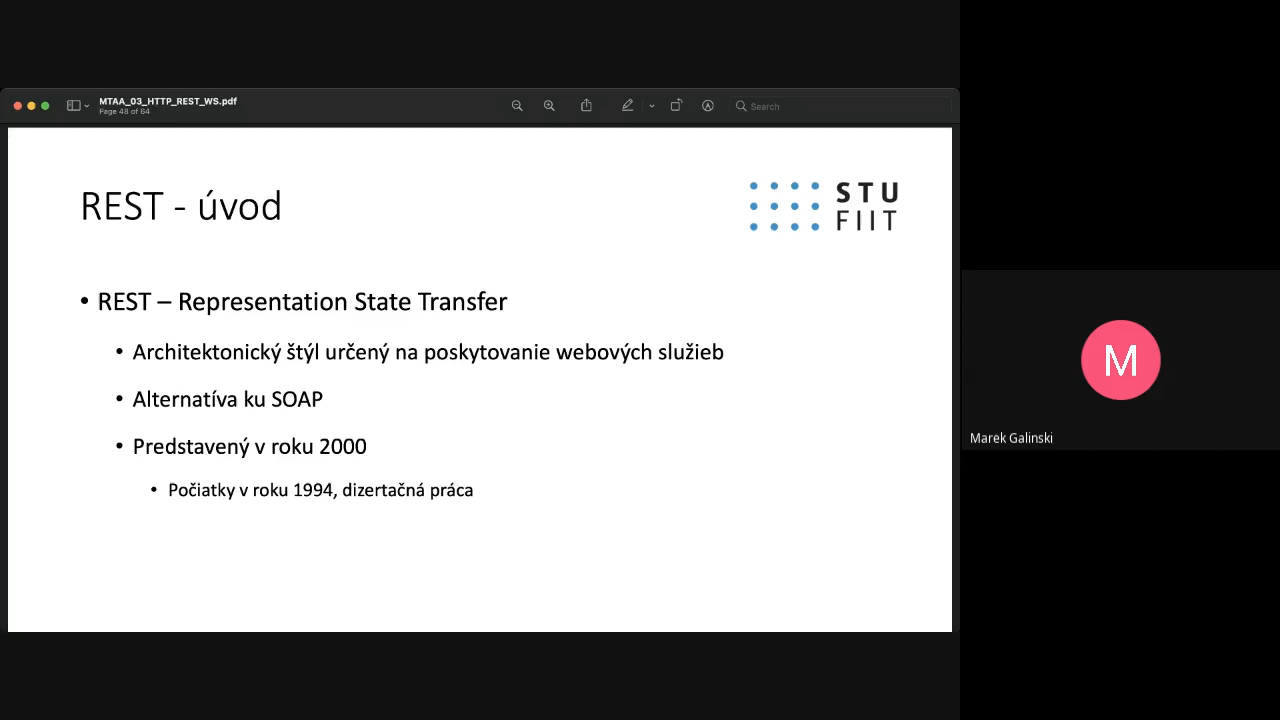 MTAA_03_HTTP_REST_WS.pdf
Page 48 of 64
Search
REST - úvod
STU
FIIT
• REST – Representation State Transfer
• Architektonický štýl určený na poskytovanie webových služieb
• Alternatíva ku SOAP
• Predstavený v roku 2000
• Počiatky v roku 1994, dizertačná práca
M
Marek Galinski